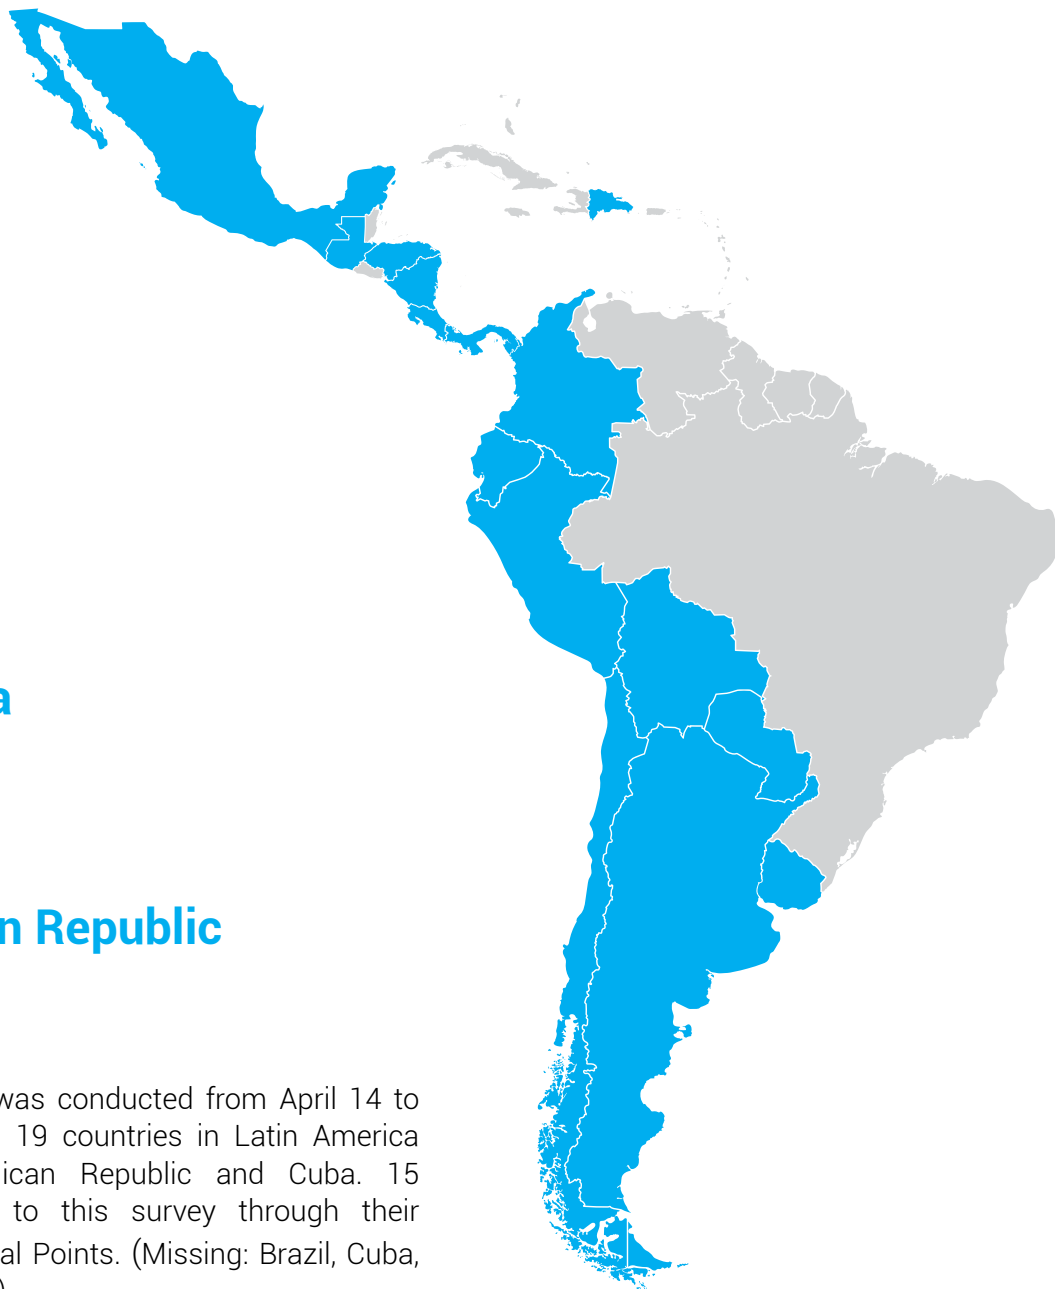 a
n Republic
was conducted from April 14 to
19 countries in Latin America
ican Republic and Cuba. 15
to this survey through their
al Points. (Missing: Brazil, Cuba,
)